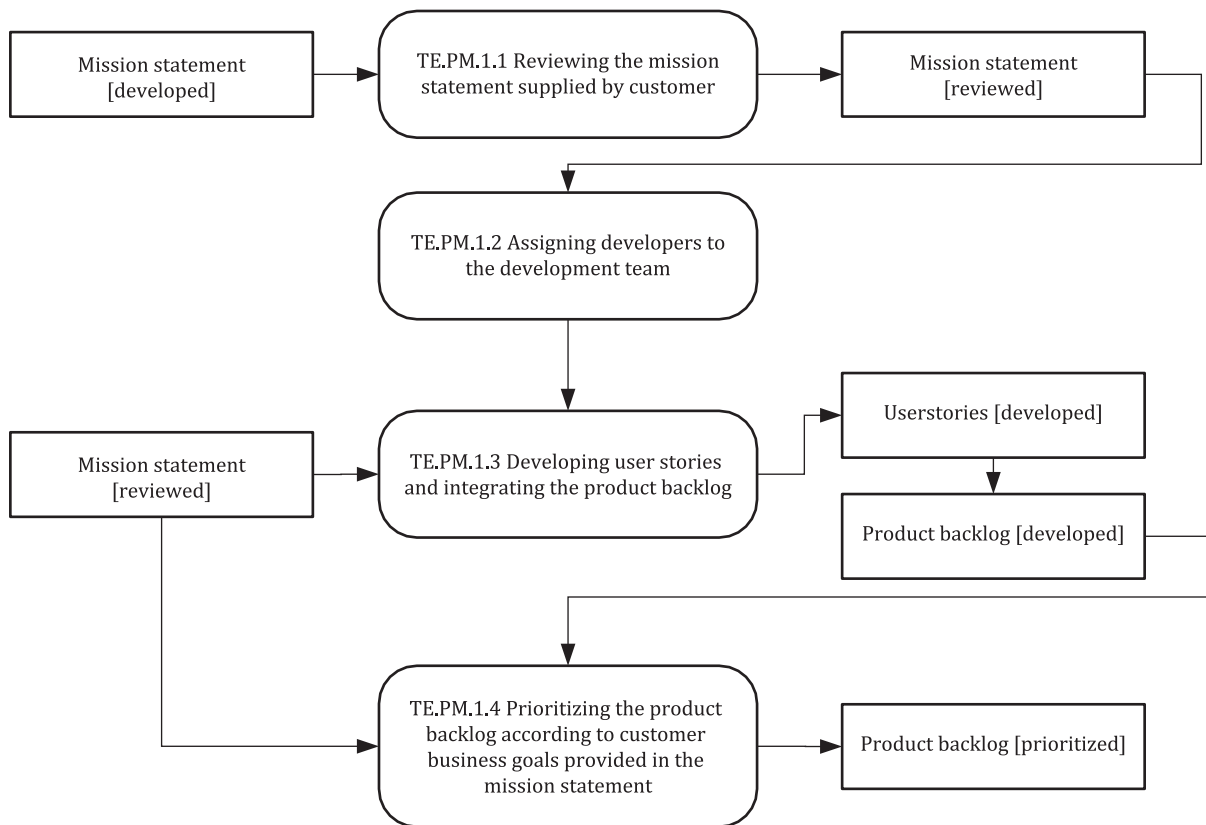 Mission statement
[developed]
TE.PM.1.1 Reviewing the mission
statement supplied by customer
Mission statement
[reviewed]
TE.PM.1.2 Assigning developers to
the development team
Mission statement
[reviewed]
TE.PM.1.3 Developing user stories
and integrating the product backlog
Userstories [developed]
Product backlog [developed]
TE.PM.1.4 Prioritizing the product
backlog according to customer
business goals provided in the
mission statement
Product backlog [prioritized]